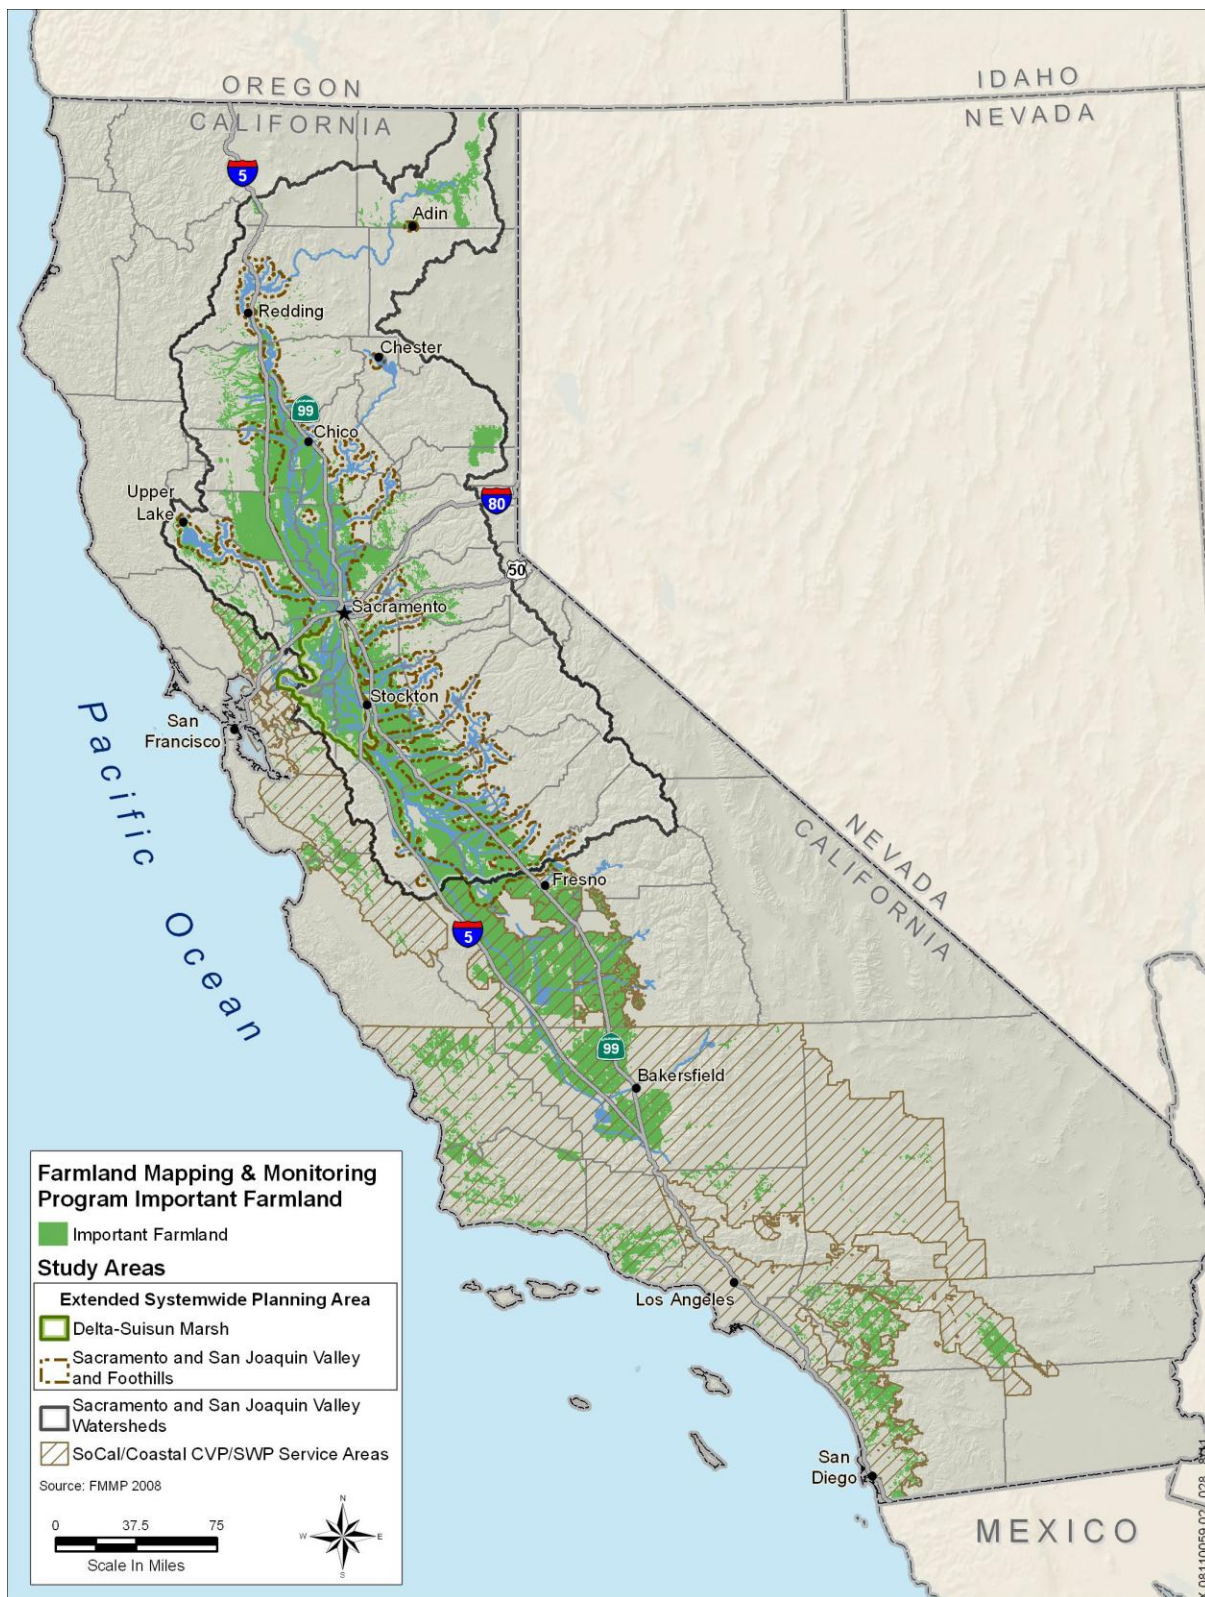 OREGON
CALIFORNIA
IDAHO
NEVADA
5
Adin
Redding
Chester
99
Chico
Upper
Lake
80
50
Sacramento
Stockton
San
Francisco
Pacific Ocean
NEVADA
CALIFORNIA
Fresno
5
99
Bakersfield
Los Angeles
San
Diego
MEXICO
Farmland Mapping & Monitoring
Program Important Farmland
Important Farmland
Study Areas
Extended Systemwide Planning Area
Delta-Suisun Marsh
Sacramento and San Joaquin Valley
and Foothills
Sacramento and San Joaquin Valley
Watersheds
SoCal/Coastal CVP/SWP Service Areas
Source: FMMP 2008
0 37.5 75
Scale In Miles
N
W E
S